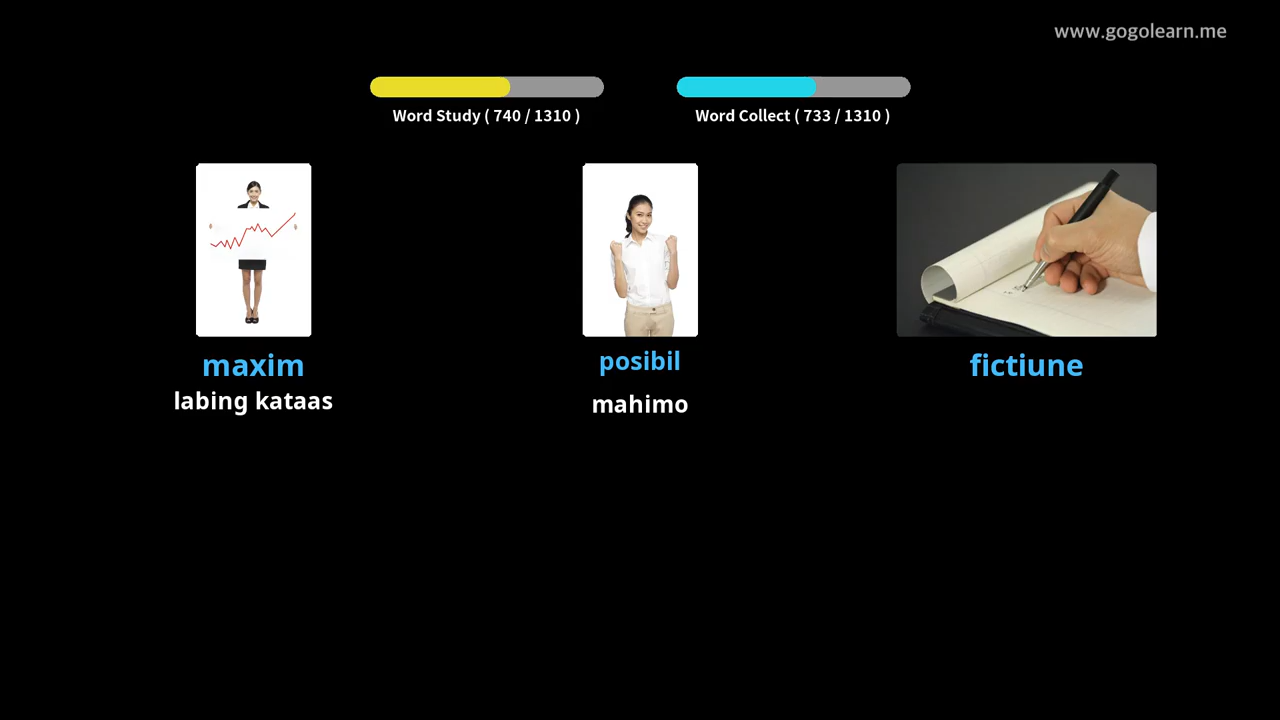 www.gogolearn.me
Word Study ( 740 / 1310 )
Word Collect ( 733 / 1310 )
maxim
labing kataas
posibil
mahimo
fictiune